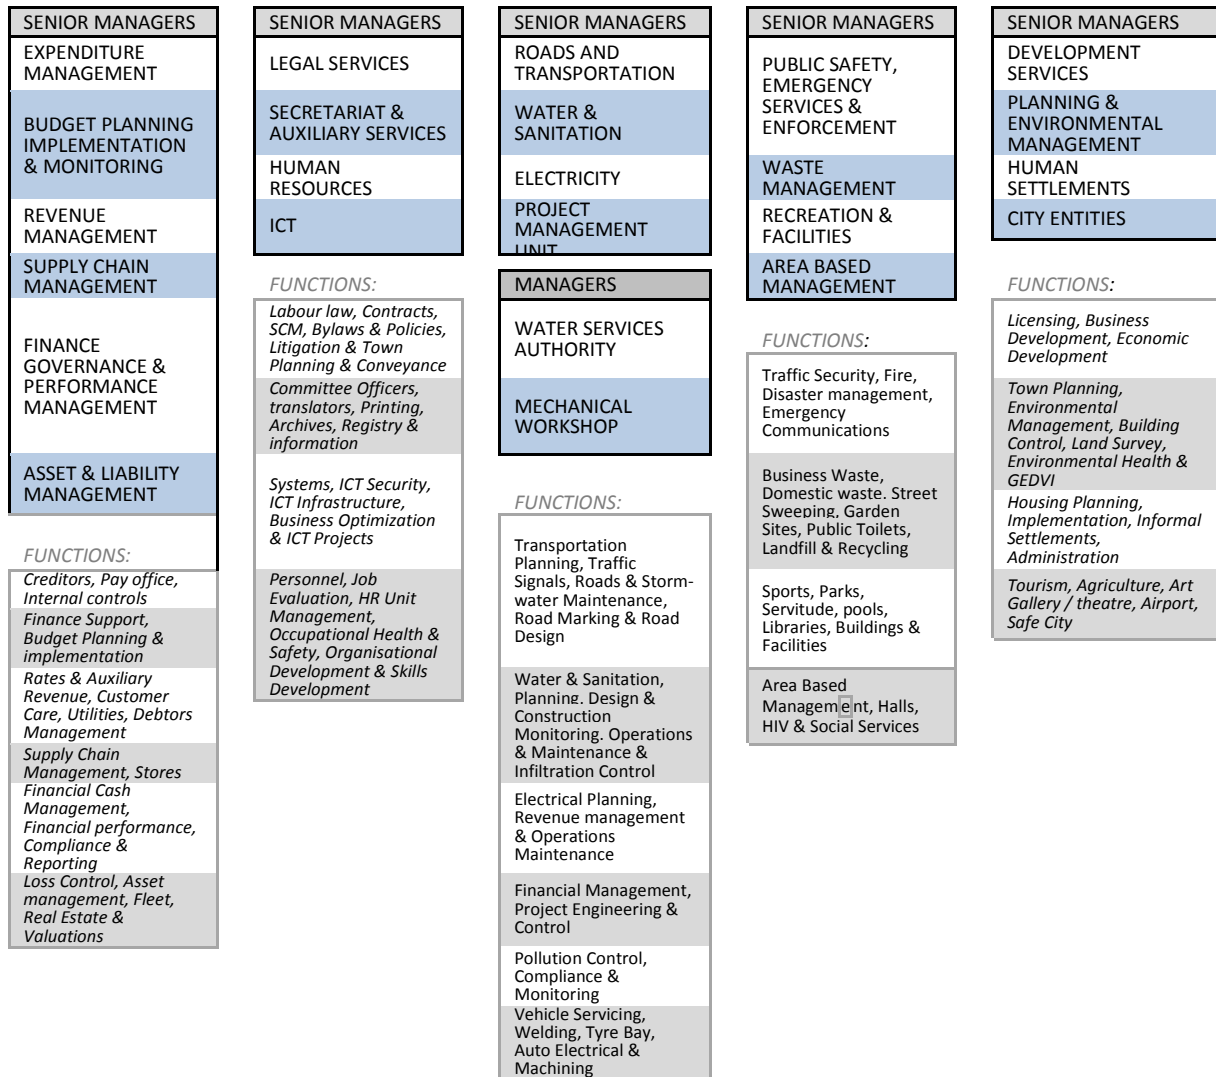 SENIOR MANAGERS
EXPENDITURE
MANAGEMENT
BUDGET PLANNING
IMPLEMENTATION
& MONITORING
REVENUE
MANAGEMENT
SUPPLY CHAIN
MANAGEMENT
FINANCE
GOVERNANCE &
PERFORMANCE
MANAGEMENT
ASSET & LIABILITY
MANAGEMENT
FUNCTIONS:
Creditors, Pay office,
Internal controls
Finance Support,
Budget Planning &
implementation
Rates & Auxiliary
Revenue, Customer
Care, Utilities, Debtors
Management
Supply Chain
Management, Stores
Financial Cash
Management,
Financial performance,
Compliance &
Reporting
Loss Control, Asset
management, Fleet,
Real Estate &
Valuations
SENIOR MANAGERS
LEGAL SERVICES
SECRETARIAT &
AUXILIARY SERVICES
HUMAN
RESOURCES
ICT
FUNCTIONS:
Labour law, Contracts,
SCM, Bylaws & Policies,
Litigation & Town
Planning & Conveyance
Committee Officers,
translators, Printing,
Archives, Registry &
information
Systems, ICT Security,
ICT Infrastructure,
Business Optimization
& ICT Projects
Personnel, Job
Evaluation, HR Unit
Management,
Occupational Health &
Safety, Organisational
Development & Skills
Development
SENIOR MANAGERS
ROADS AND
TRANSPORTATION
WATER &
SANITATION
ELECTRICITY
PROJECT
MANAGEMENT
UNIT
MANAGERS
WATER SERVICES
AUTHORITY
MECHANICAL
WORKSHOP
FUNCTIONS:
Transportation
Planning, Traffic
Signals, Roads & Storm-
water Maintenance,
Road Marking & Road
Design
Water & Sanitation,
Planning. Design &
Construction
Monitoring. Operations
& Maintenance &
Infiltration Control
Electrical Planning,
Revenue management
& Operations
Maintenance
Financial Management,
Project Engineering &
Control
Pollution Control,
Compliance &
Monitoring
Vehicle Servicing,
Welding, Tyre Bay,
Auto Electrical &
Machining
SENIOR MANAGERS
PUBLIC SAFETY,
EMERGENCY
SERVICES &
ENFORCEMENT
WASTE
MANAGEMENT
RECREATION &
FACILITIES
AREA BASED
MANAGEMENT
FUNCTIONS:
Traffic Security, Fire,
Disaster management,
Emergency
Communications
Business Waste,
Domestic waste. Street
Sweeping, Garden
Sites, Public Toilets,
Landfill & Recycling
Sports, Parks,
Servitude, pools,
Libraries, Buildings &
Facilities
Area Based
Management, Halls,
HIV & Social Services
SENIOR MANAGERS
DEVELOPMENT
SERVICES
PLANNING &
ENVIRONMENTAL
MANAGEMENT
HUMAN
SETTLEMENTS
CITY ENTITIES
FUNCTIONS:
Licensing, Business
Development, Economic
Development
Town Planning,
Environmental
Management, Building
Control, Land Survey,
Environmental Health &
GEDVI
Housing Planning,
Implementation, Informal
Settlements,
Administration
Tourism, Agriculture, Art
Gallery / theatre, Airport,
Safe City